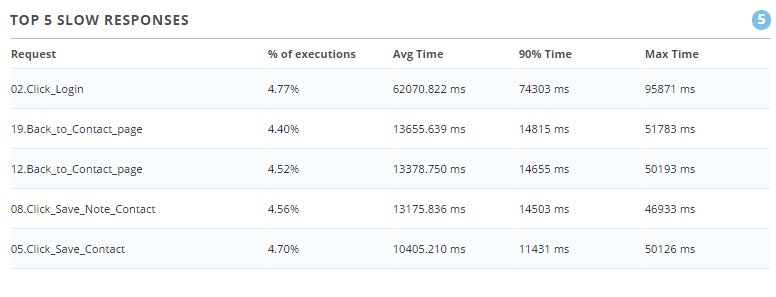 TOP 5 SLOW RESPONSES 5
Request % of executions Avg Time 90% Time Max Time
02.Click_Login 4.77% 62070.822 ms 74303 ms 95871 ms
19.Back_to_Contact_page 4.40% 13655.639 ms 14815 ms 51783 ms
12.Back_to_Contact_page 4.52% 13378.750 ms 14655 ms 50193 ms
08.Click_Save_Note_Contact 4.56% 13175.836 ms 14503 ms 46933 ms
05.Click_Save_Contact 4.70% 10405.210 ms 11431 ms 50126 ms